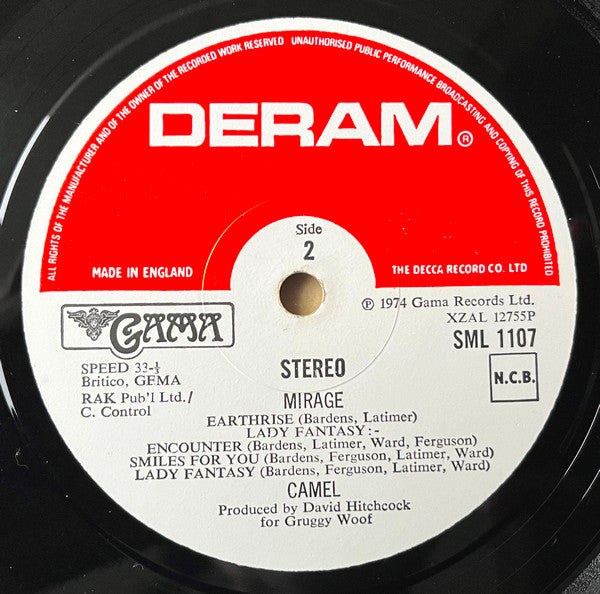 ALL RIGHTS OF THE MANUFACTURER AND OF THE OWNER OF THE RECORDED WORK RESERVED UNAUTHORISED PUBLIC PERFORMANCE BROADCASTING AND COPYING OF THIS RECORD PROHIBITED
DERAM®
Side
2
MADE IN ENGLAND
THE DECCA RECORD CO. LTD
GAMA
℗ 1974 Gama Records Ltd.
XZAL 12755P
SML 1107
SPEED 33-⅓
Britico, GEMA
RAK Pub'l Ltd./
C. Control
STEREO
N.C.B.
MIRAGE
EARTHRISE (Bardens, Latimer)
LADY FANTASY:-
ENCOUNTER (Bardens, Latimer, Ward, Ferguson)
SMILES FOR YOU (Bardens, Ferguson, Latimer, Ward)
LADY FANTASY (Bardens, Ferguson, Latimer, Ward)
CAMEL
Produced by David Hitchcock
for Gruggy Woof